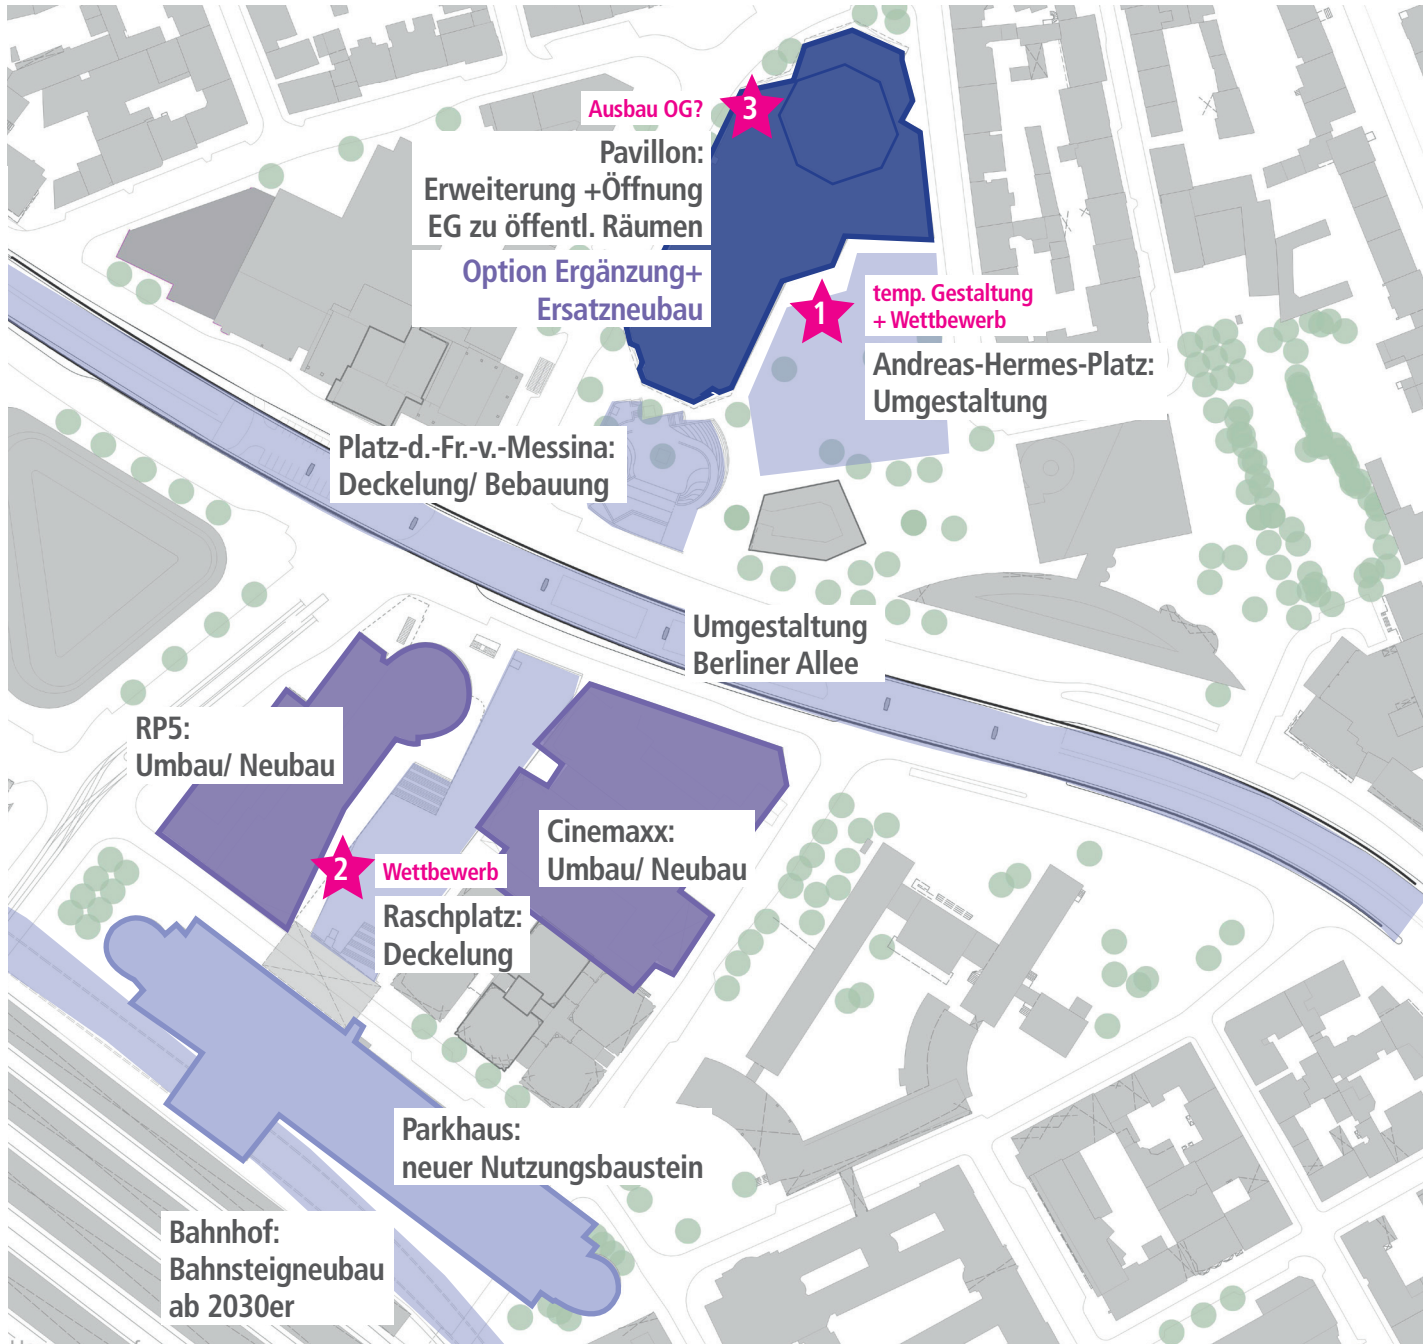 Ausbau OG?
3
Pavillon:
Erweiterung +Öffnung
EG zu öffentl. Räumen
Option Ergänzung+
Ersatzneubau
1
temp. Gestaltung
+ Wettbewerb
Andreas-Hermes-Platz:
Umgestaltung
Platz-d.-Fr.-v.-Messina:
Deckelung/ Bebauung
Umgestaltung
Berliner Allee
RP5:
Umbau/ Neubau
Cinemaxx:
Umbau/ Neubau
2
Wettbewerb
Raschplatz:
Deckelung
Parkhaus:
neuer Nutzungsbaustein
Bahnhof:
Bahnsteigneubau
ab 2030er